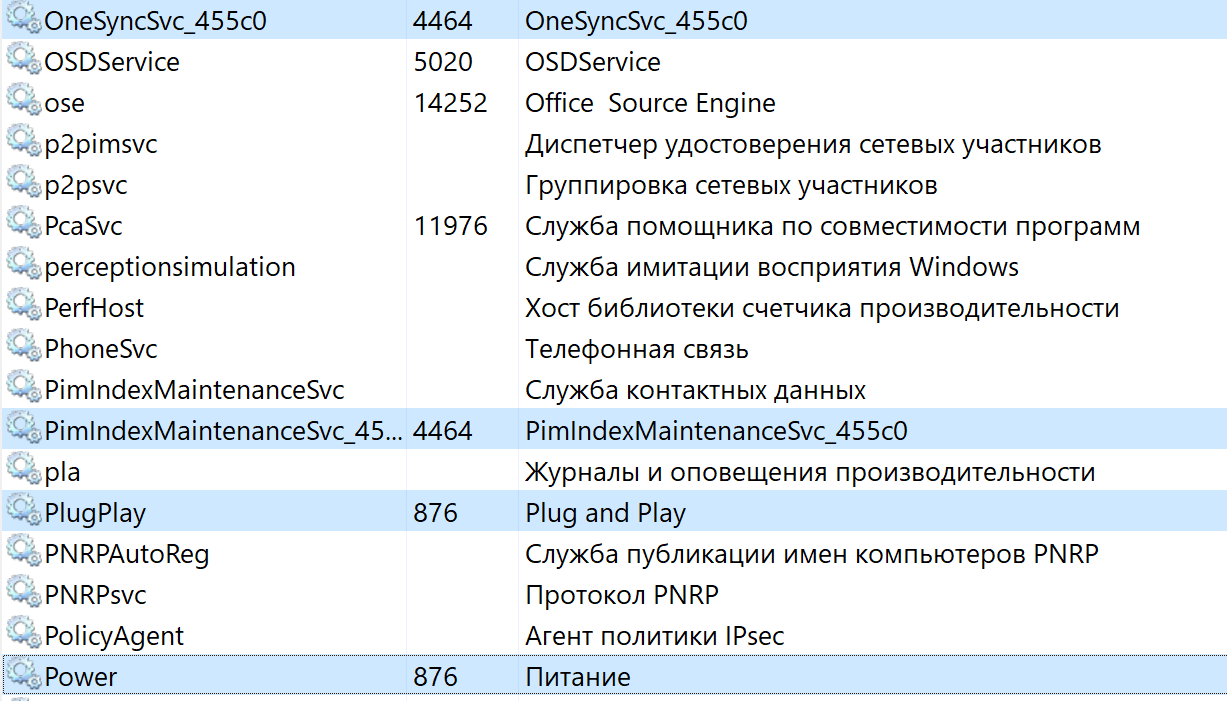 OneSyncSvc_455c0 4464 OneSyncSvc_455c0
OSDService 5020 OSDService
ose 14252 Office  Source Engine
p2pimsvc Диспетчер удостоверения сетевых участников
p2psvc Группировка сетевых участников
PcaSvc 11976 Служба помощника по совместимости программ
perceptionsimulation Служба имитации восприятия Windows
PerfHost Хост библиотеки счетчика производительности
PhoneSvc Телефонная связь
PimIndexMaintenanceSvc Служба контактных данных
PimIndexMaintenanceSvc_45... 4464 PimIndexMaintenanceSvc_455c0
pla Журналы и оповещения производительности
PlugPlay 876 Plug and Play
PNRPAutoReg Служба публикации имен компьютеров PNRP
PNRPsvc Протокол PNRP
PolicyAgent Агент политики IPsec
Power 876 Питание